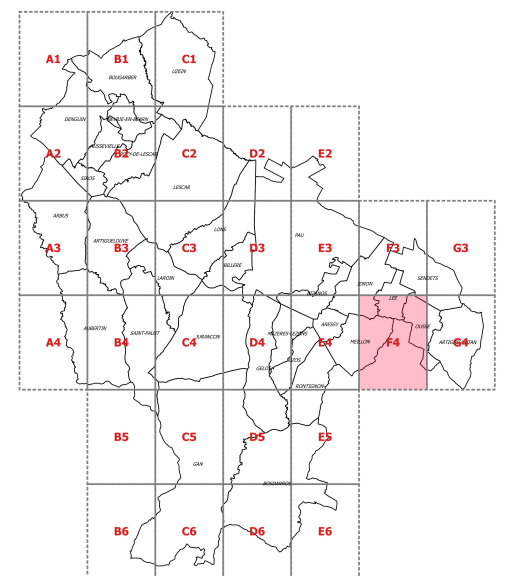 A1
B1
C1
UZEIN
BOUGARBER
DENGUIN
AUSSEVIELLE
A2
B2
C2
D2
E2
SIROS
LESCAR
ARBUS
LONS
PAU
ARTIGUELOUVE
A3
B3
C3
D3
E3
F3
G3
BILLERE
LAROIN
IDRON
SENDETS
LEE
AUBERTIN
SAINT-FAUST
JURANCON
MAZERES-LEZONS
ARESSY
OUSSE
A4
B4
C4
D4
E4
MEILLON
F4
G4
GELOS
RONTIGNON
B5
C5
D5
E5
GAN
BOSDARROS
B6
C6
D6
E6